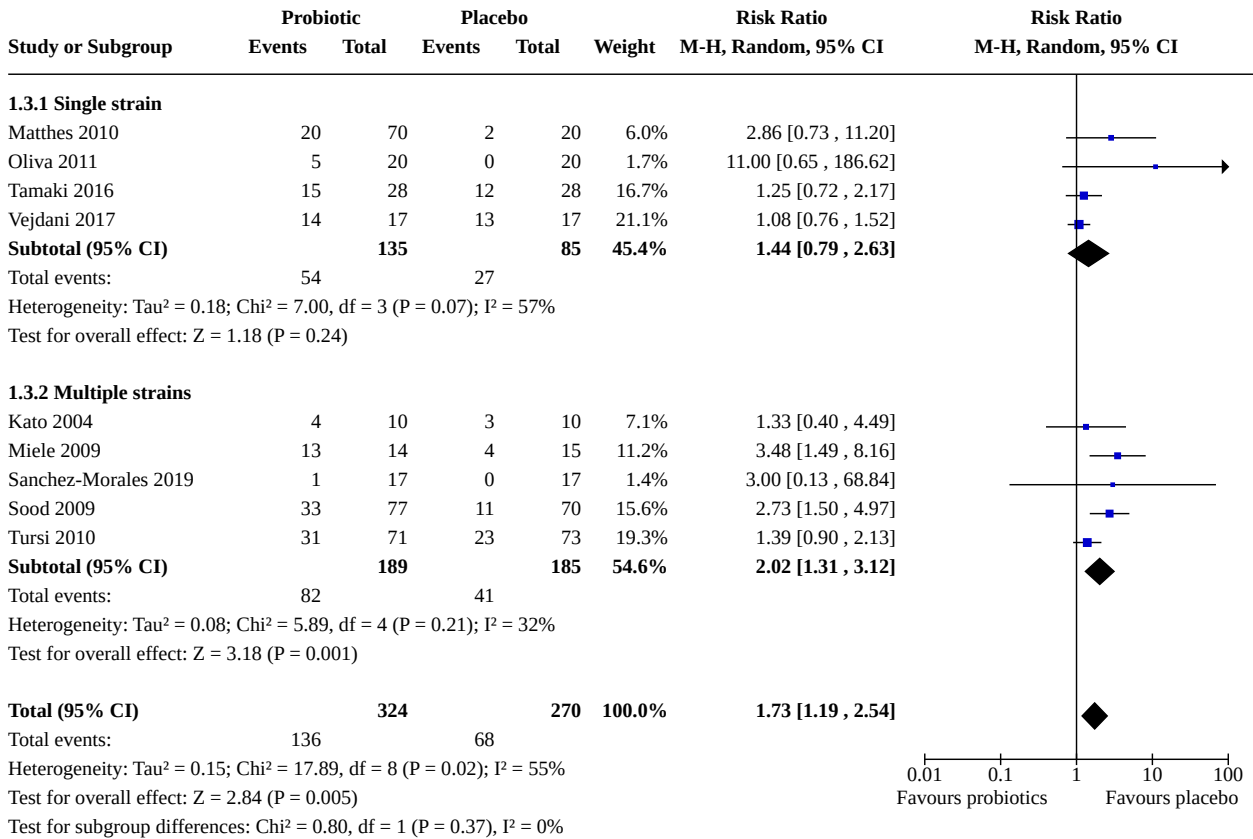 Probiotic Placebo Risk Ratio Risk Ratio
Study or Subgroup Events Total Events Total Weight M-H, Random, 95% CI M-H, Random, 95% CI
1.3.1 Single strain
Matthes 2010 20 70 2 20 6.0% 2.86 [0.73 , 11.20]
Oliva 2011 5 20 0 20 1.7% 11.00 [0.65 , 186.62]
Tamaki 2016 15 28 12 28 16.7% 1.25 [0.72 , 2.17]
Vejdani 2017 14 17 13 17 21.1% 1.08 [0.76 , 1.52]
Subtotal (95% CI) 135 85 45.4% 1.44 [0.79 , 2.63]
Total events: 54 27
Heterogeneity: Tau² = 0.18; Chi² = 7.00, df = 3 (P = 0.07); I² = 57%
Test for overall effect: Z = 1.18 (P = 0.24)
1.3.2 Multiple strains
Kato 2004 4 10 3 10 7.1% 1.33 [0.40 , 4.49]
Miele 2009 13 14 4 15 11.2% 3.48 [1.49 , 8.16]
Sanchez-Morales 2019 1 17 0 17 1.4% 3.00 [0.13 , 68.84]
Sood 2009 33 77 11 70 15.6% 2.73 [1.50 , 4.97]
Tursi 2010 31 71 23 73 19.3% 1.39 [0.90 , 2.13]
Subtotal (95% CI) 189 185 54.6% 2.02 [1.31 , 3.12]
Total events: 82 41
Heterogeneity: Tau² = 0.08; Chi² = 5.89, df = 4 (P = 0.21); I² = 32%
Test for overall effect: Z = 3.18 (P = 0.001)
Total (95% CI) 324 270 100.0% 1.73 [1.19 , 2.54]
Total events: 136 68
Heterogeneity: Tau² = 0.15; Chi² = 17.89, df = 8 (P = 0.02); I² = 55%
Test for overall effect: Z = 2.84 (P = 0.005)
Test for subgroup differences: Chi² = 0.80, df = 1 (P = 0.37), I² = 0%
0.01 0.1 1 10 100
Favours probiotics Favours placebo